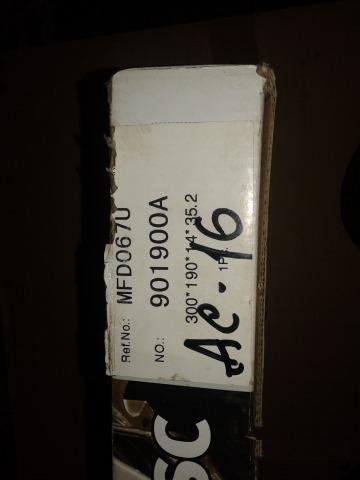 Ref.No.: MFD067U
NO.: 901900A
300*190*14*35.2
1P
AC-16
SC